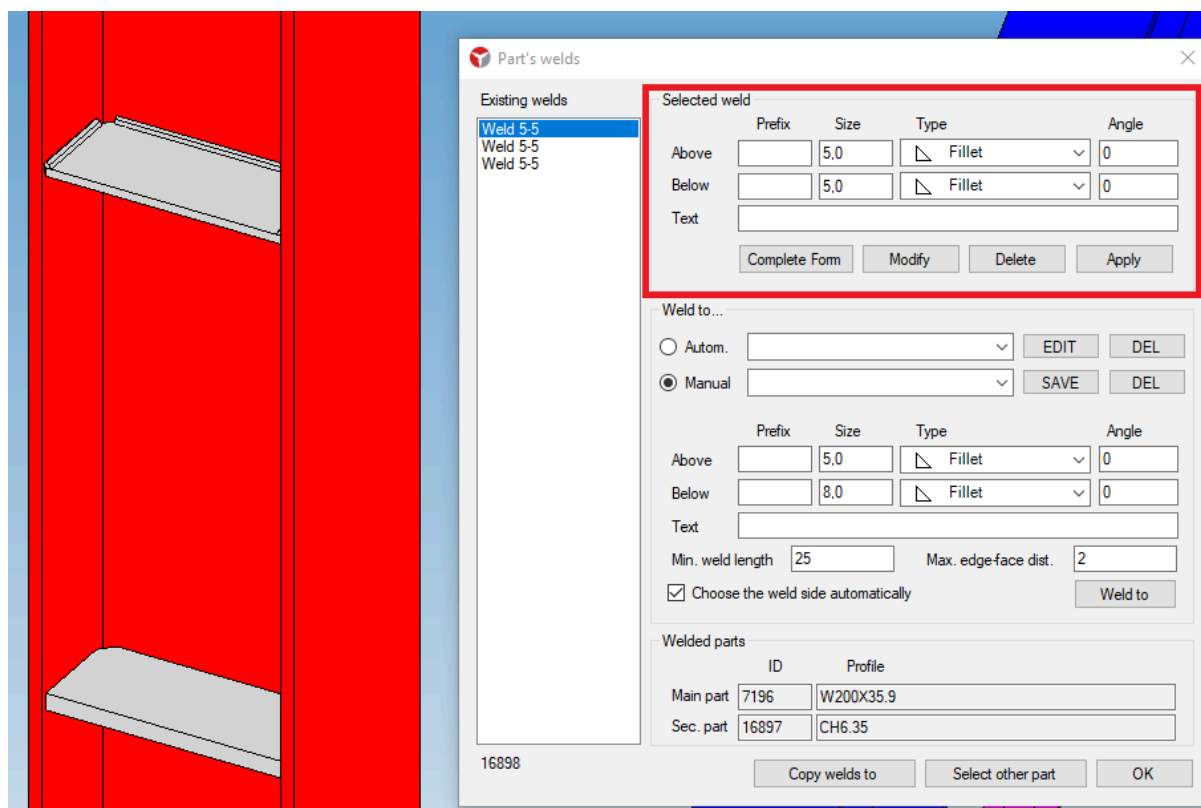 Part's welds
Existing welds
Weld 5-5
Weld 5-5
Weld 5-5
16898
Selected weld
Prefix Size Type Angle
Above 5,0 Fillet 0
Below 5,0 Fillet 0
Text
Complete Form Modify Delete Apply
Weld to...
Autom. EDIT DEL
Manual SAVE DEL
Prefix Size Type Angle
Above 5,0 Fillet 0
Below 8,0 Fillet 0
Text
Min. weld length 25 Max. edge-face dist. 2
Choose the weld side automatically Weld to
Welded parts
ID Profile
Main part 7196 W200X35.9
Sec. part 16897 CH6.35
Copy welds to Select other part OK